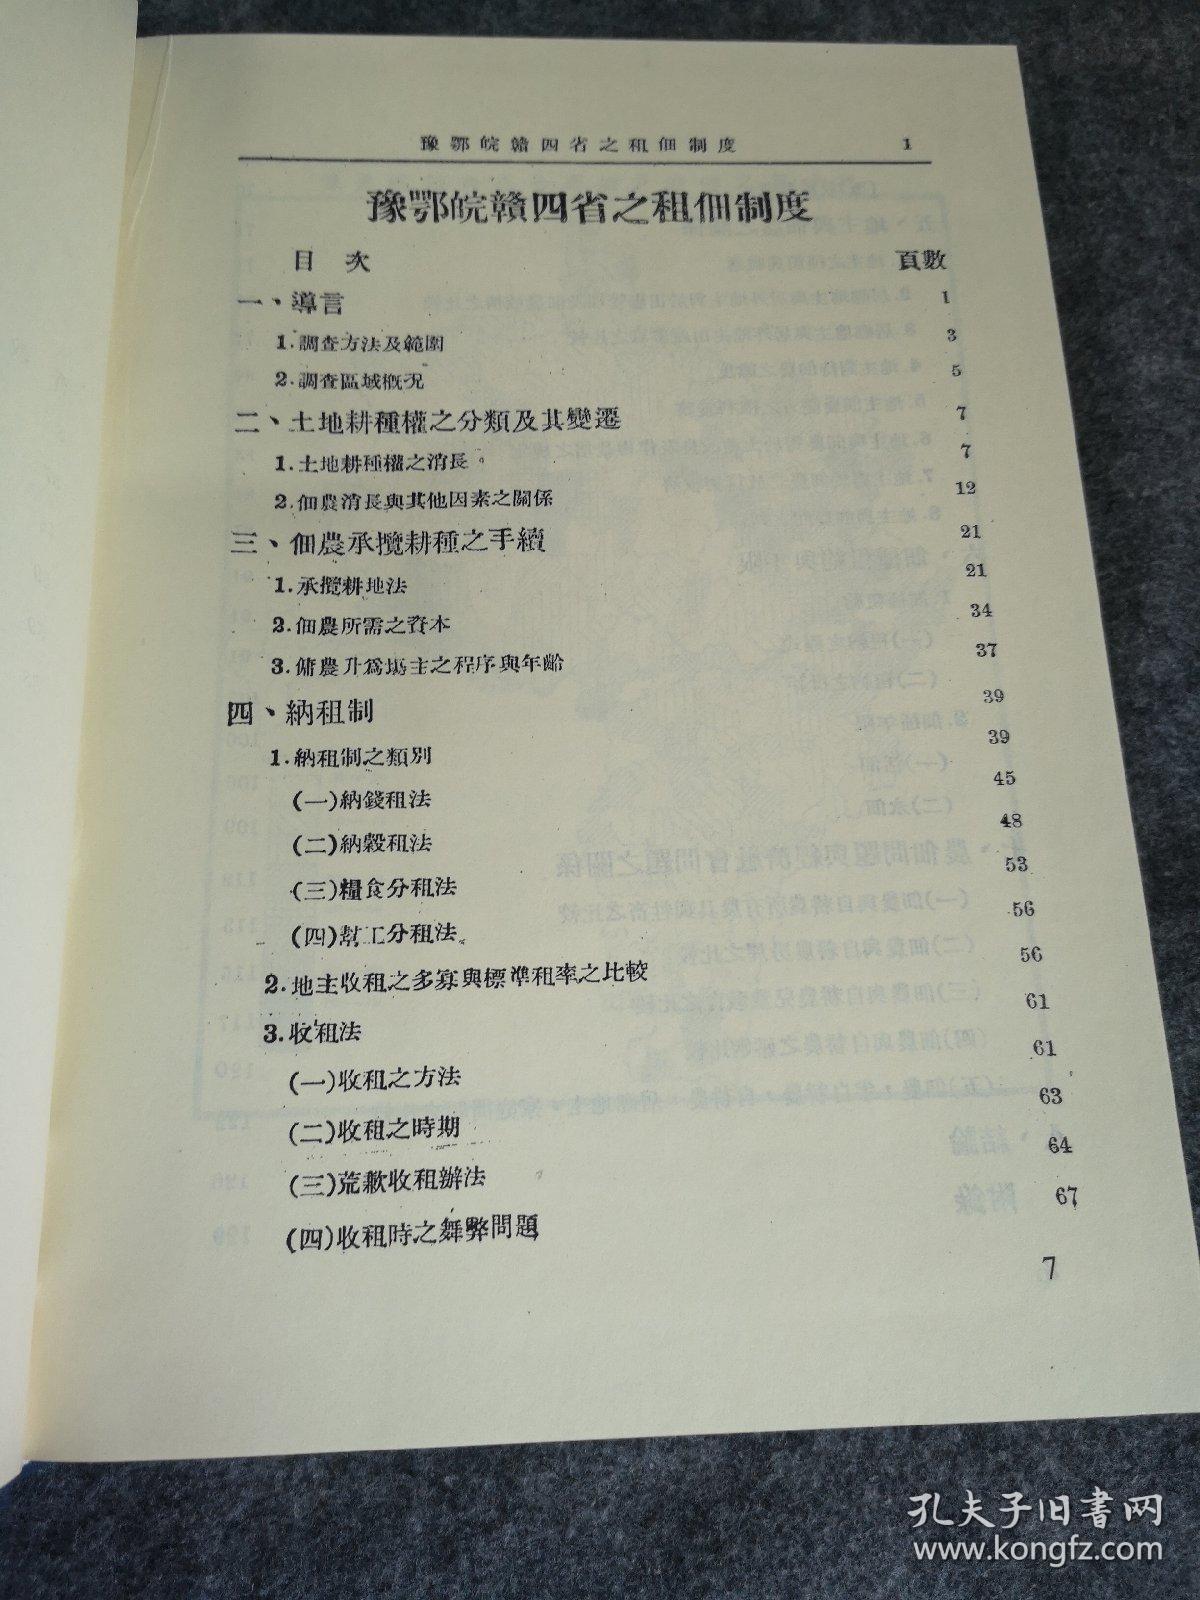 豫鄂皖贛四省之租佃制度 1
豫鄂皖贛四省之租佃制度
目次 頁數
一、導言 1
1.調查方法及範圍 3
2.調查區域概況 5
二、土地耕種權之分類及其變遷 7
1.土地耕種權之消長。 7
2.佃農消長與其他因素之關係 12
三、佃農承攬耕種之手續 21
1.承攬耕地法 21
2.佃農所需之資本 34
3.傭農升為場主之程序與年齡 37
四、納租制 39
1.納租制之類別 39
(一)納錢租法 45
(二)納穀租法 48
(三)糧食分租法 53
(四)幫工分租法 56
2.地主收租之多寡與標準租率之比較 56
3.收租法 61
(一)收租之方法 61
(二)收租之時期 63
(三)荒歉收租辦法 64
(四)收租時之舞弊問題 67
7
孔夫子旧书网
www.kongfz.com